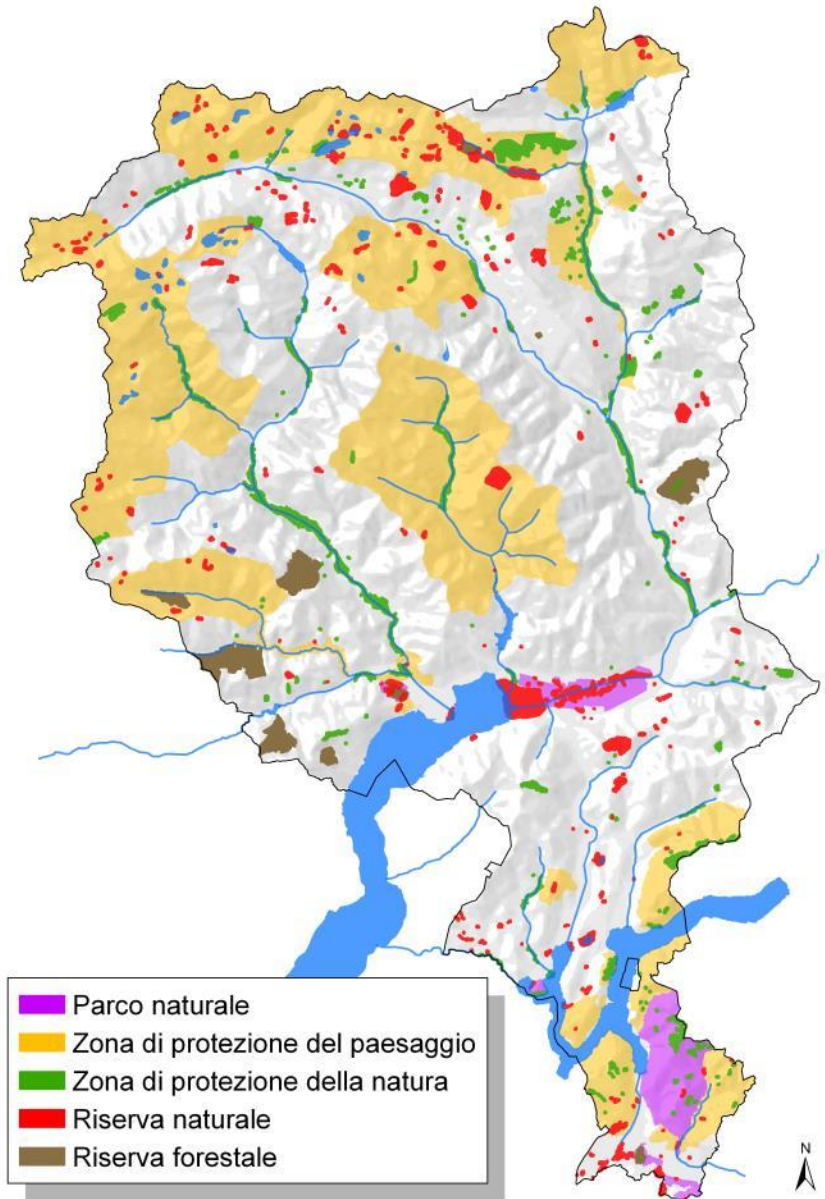 Parco naturale
Zona di protezione del paesaggio
Zona di protezione della natura
Riserva naturale
Riserva forestale
N